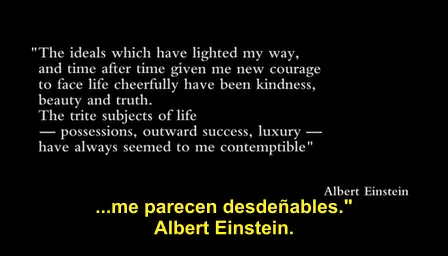 "The ideals which have lighted my way,
and time after time given me new courage
to face life cheerfully have been kindness,
beauty and truth.
The trite subjects of life
— possessions, outward success, luxury —
have always seemed to me contemptible"
Albert Einstein
...me parecen desdeñables."
Albert Einstein.